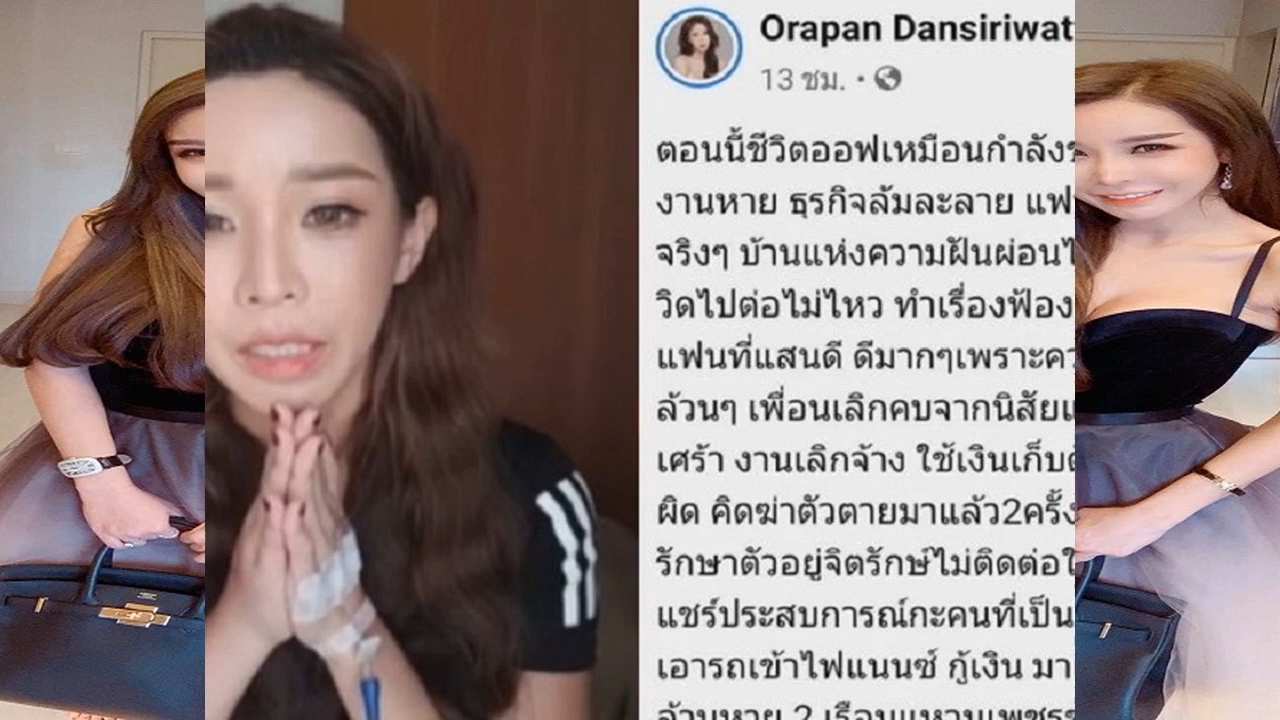 Orapan Dansiriwat
13 ชม.
ตอนนี้ชีวิตออฟเหมือนกำลัง
งานหาย ธุรกิจล้มละลาย แฟ
จริงๆ บ้านแห่งความฝันผ่อน
วิดไปต่อไม่ไหว ทำเรื่องฟ้อง
แฟนที่แสนดี ดีมากๆเพราะคว
ล้วนๆ เพื่อนเลิกคบจากนิสัย
เศร้า งานเลิกจ้าง ใช้เงินเก็บ
ผิด คิดฆ่าตัวตายมาแล้ว2ครั้ง
รักษาตัวอยู่จิตรักษ์ไม่ติดต่อ
แชร์ประสบการณ์กะคนที่เป็น
เอารถเข้าไฟแนนซ์ กู้เงิน มา